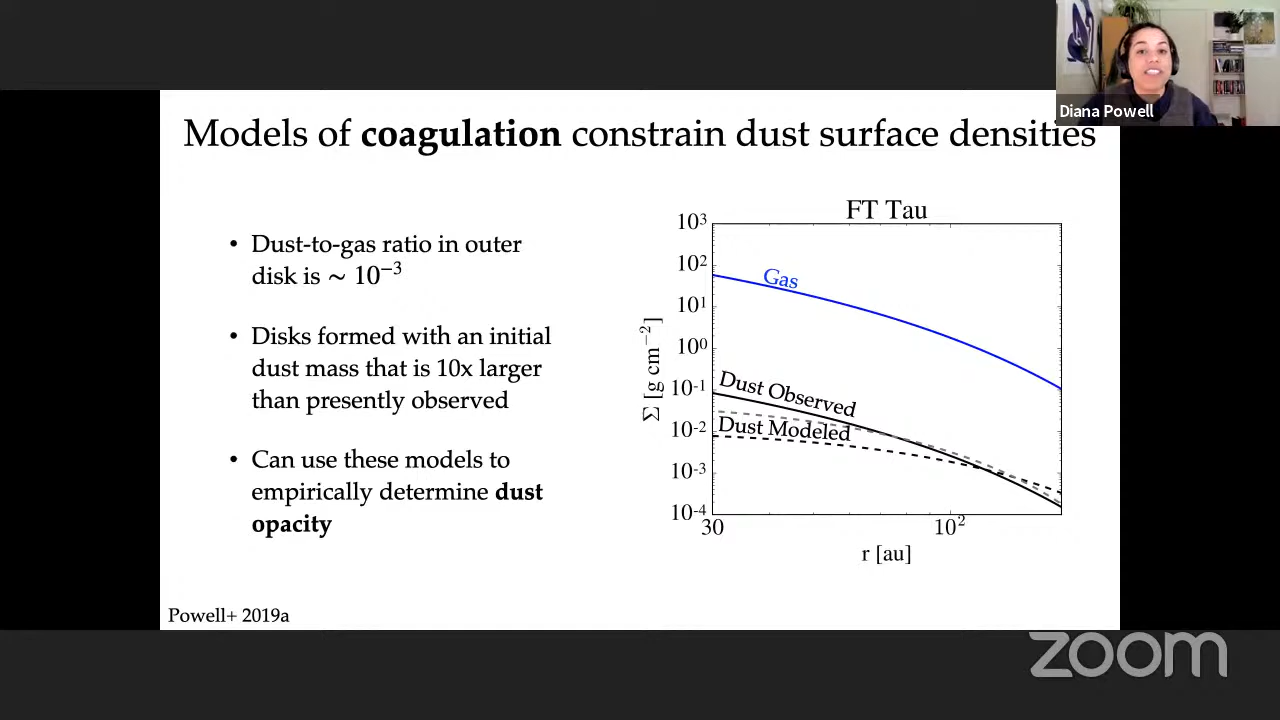 Diana Powell
Models of coagulation constrain dust surface densities
• Dust-to-gas ratio in outer
disk is ~ 10⁻³
• Disks formed with an initial
dust mass that is 10x larger
than presently observed
• Can use these models to
empirically determine dust
opacity
FT Tau
Σ [g cm⁻²]
10³
10²
10¹
10⁰
10⁻¹
10⁻²
10⁻³
10⁻⁴
Gas
Dust Observed
Dust Modeled
30
10²
r [au]
Powell+ 2019a
zoom